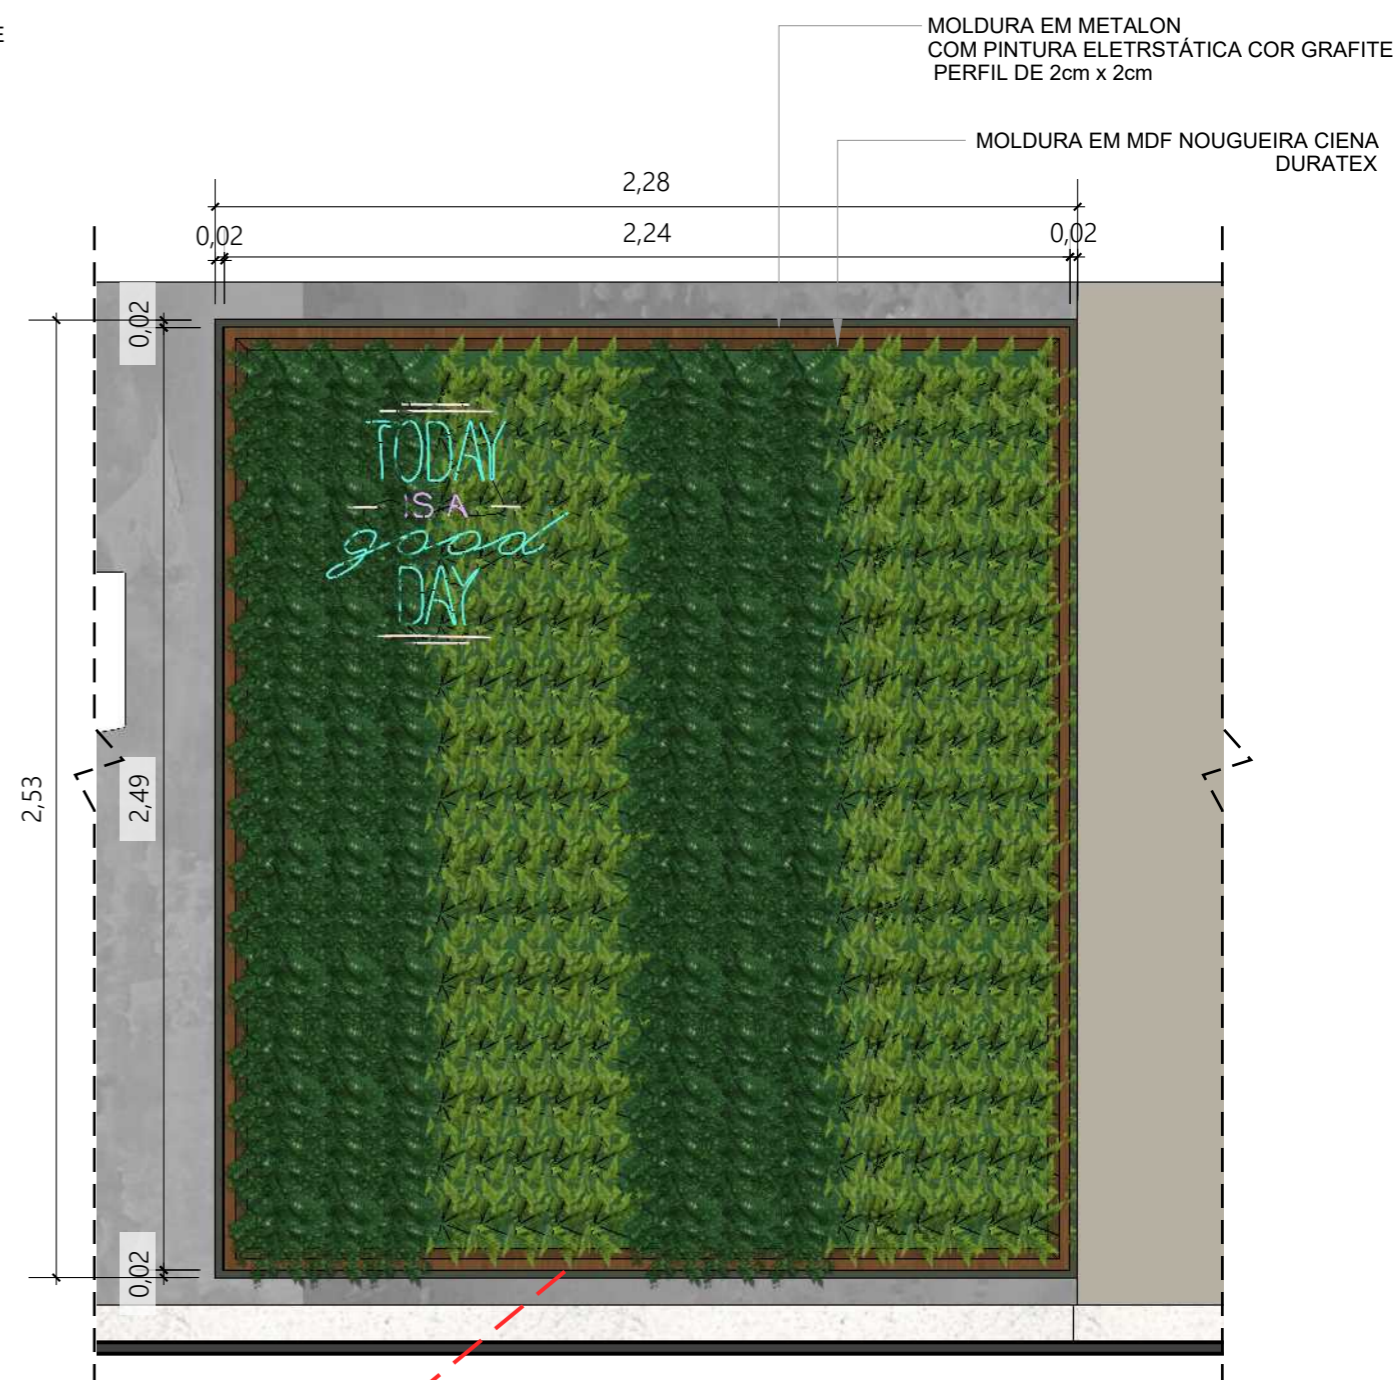 E
MOLDURA EM METALON
COM PINTURA ELETRSTÁTICA COR GRAFITE
PERFIL DE 2cm x 2cm
MOLDURA EM MDF NOUGUEIRA CIENA
DURATEX
2,28
0,02
2,24
0,02
0,02
TODAY
IS A
good
DAY
2,53
2,49
0,02